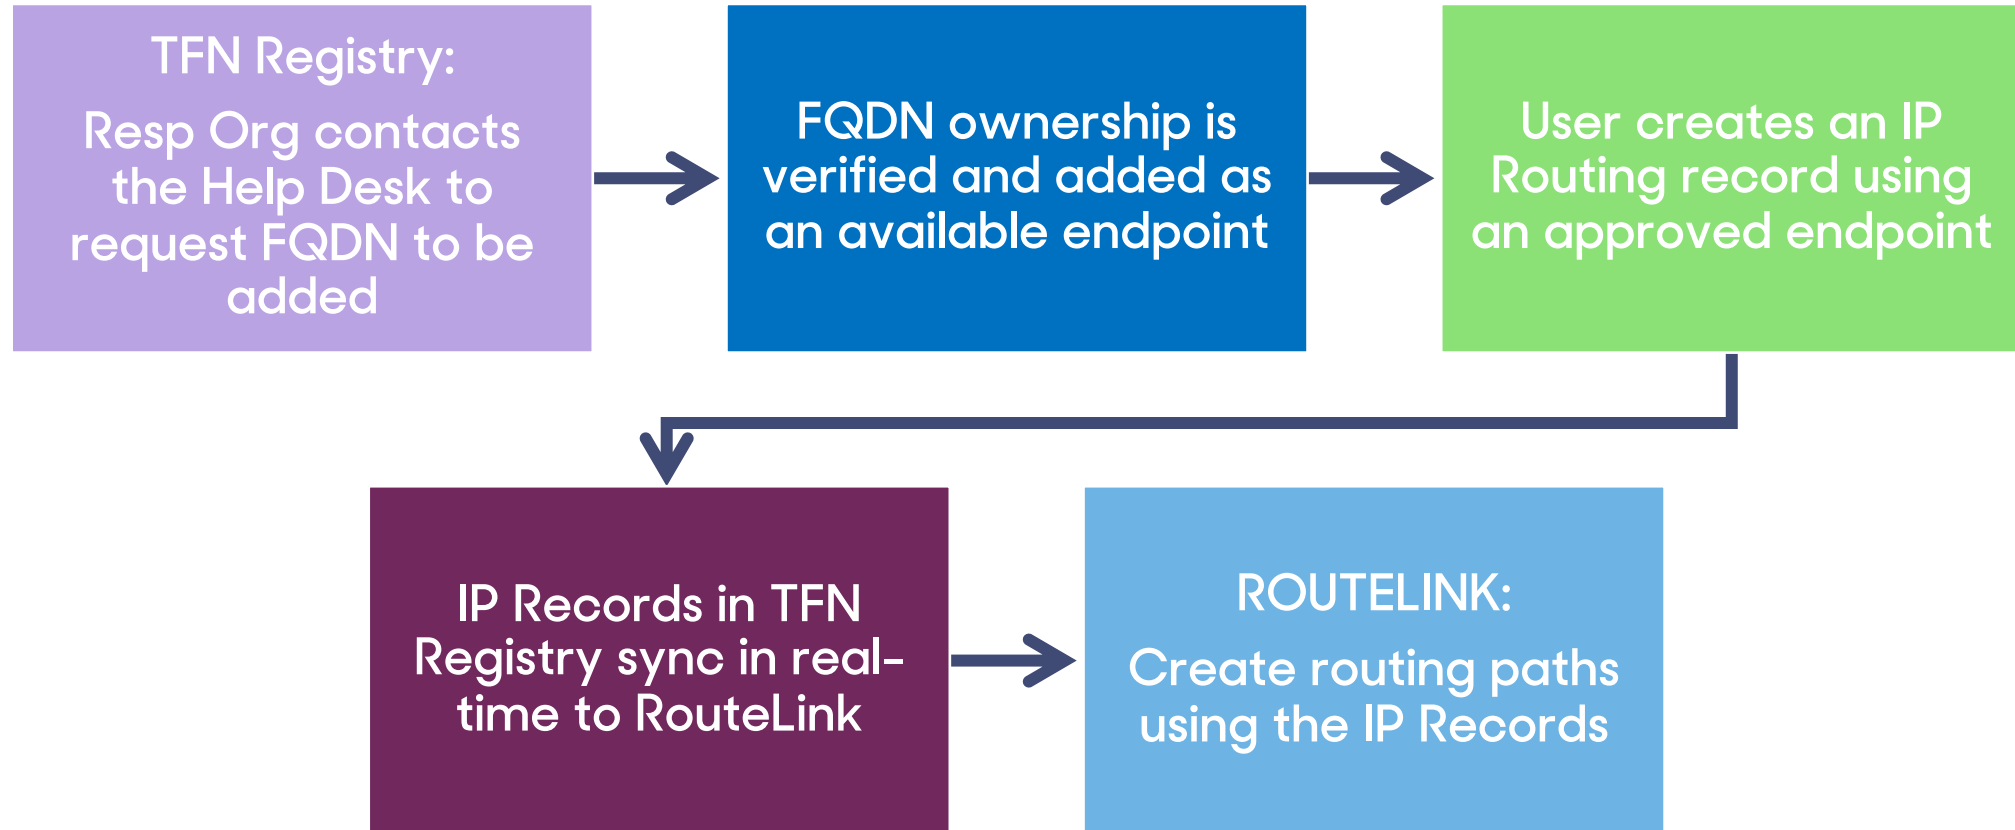 TFN Registry:
Resp Org contacts
the Help Desk to
request FQDN to be
added
FQDN ownership is
verified and added as
an available endpoint
User creates an IP
Routing record using
an approved endpoint
IP Records in TFN
Registry sync in real-
time to RouteLink
ROUTELINK:
Create routing paths
using the IP Records